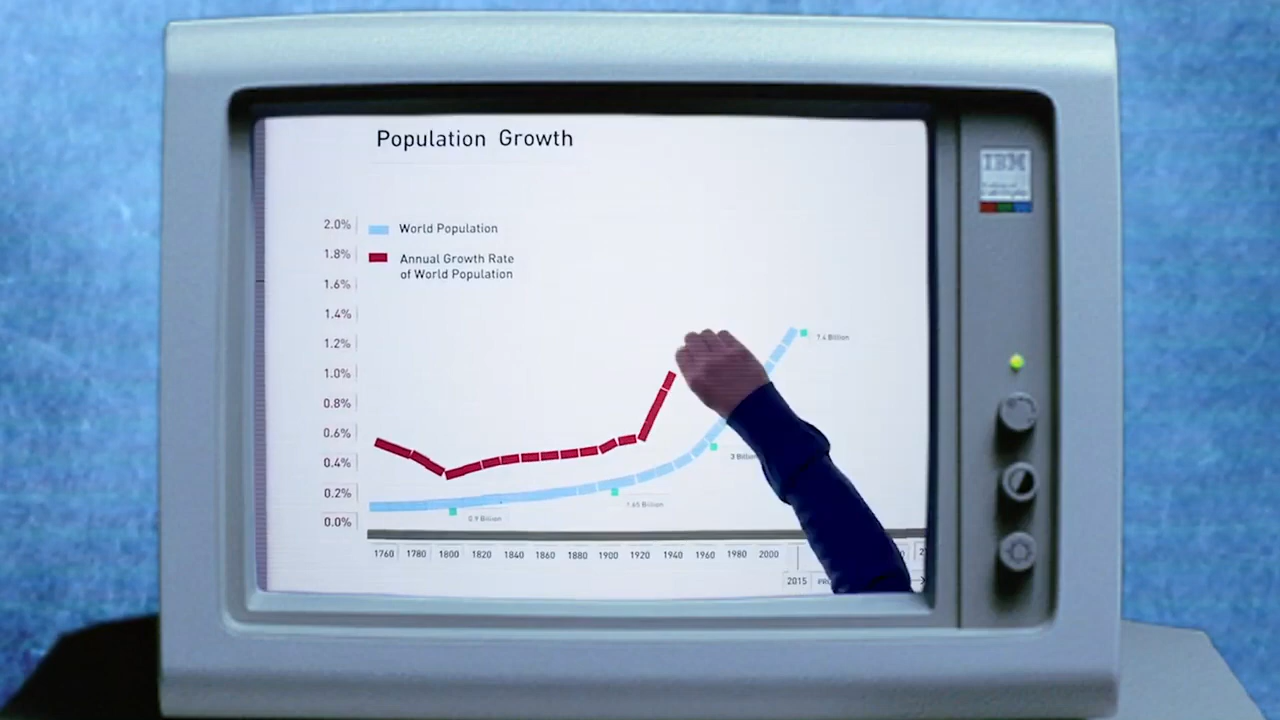 Population Growth
IBM
2.0%
World Population
1.8%
Annual Growth Rate
of World Population
1.6%
1.4%
1.2%
7.4 Billion
1.0%
0.8%
0.6%
3 Billion
0.4%
0.2%
1.65 Billion
0.9 Billion
0.0%
1760 1780 1800 1820 1840 1860 1880 1900 1920 1940 1960 1980 2000
2015